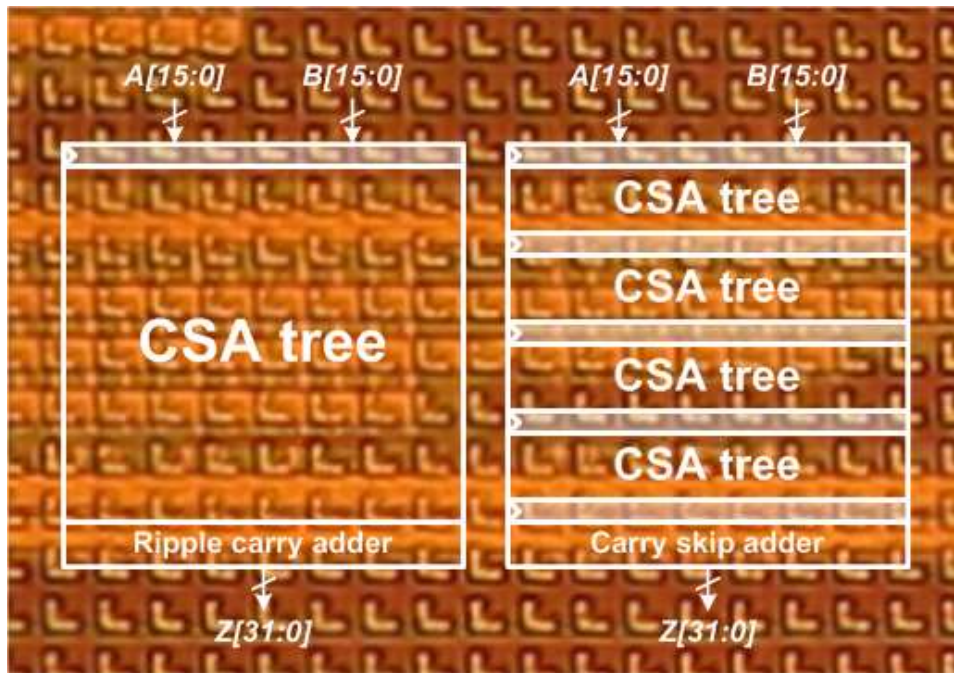 A[15:0] B[15:0] A[15:0] B[15:0]
CSA tree
Ripple carry adder
Z[31:0]
CSA tree
CSA tree
CSA tree
CSA tree
Carry skip adder
Z[31:0]